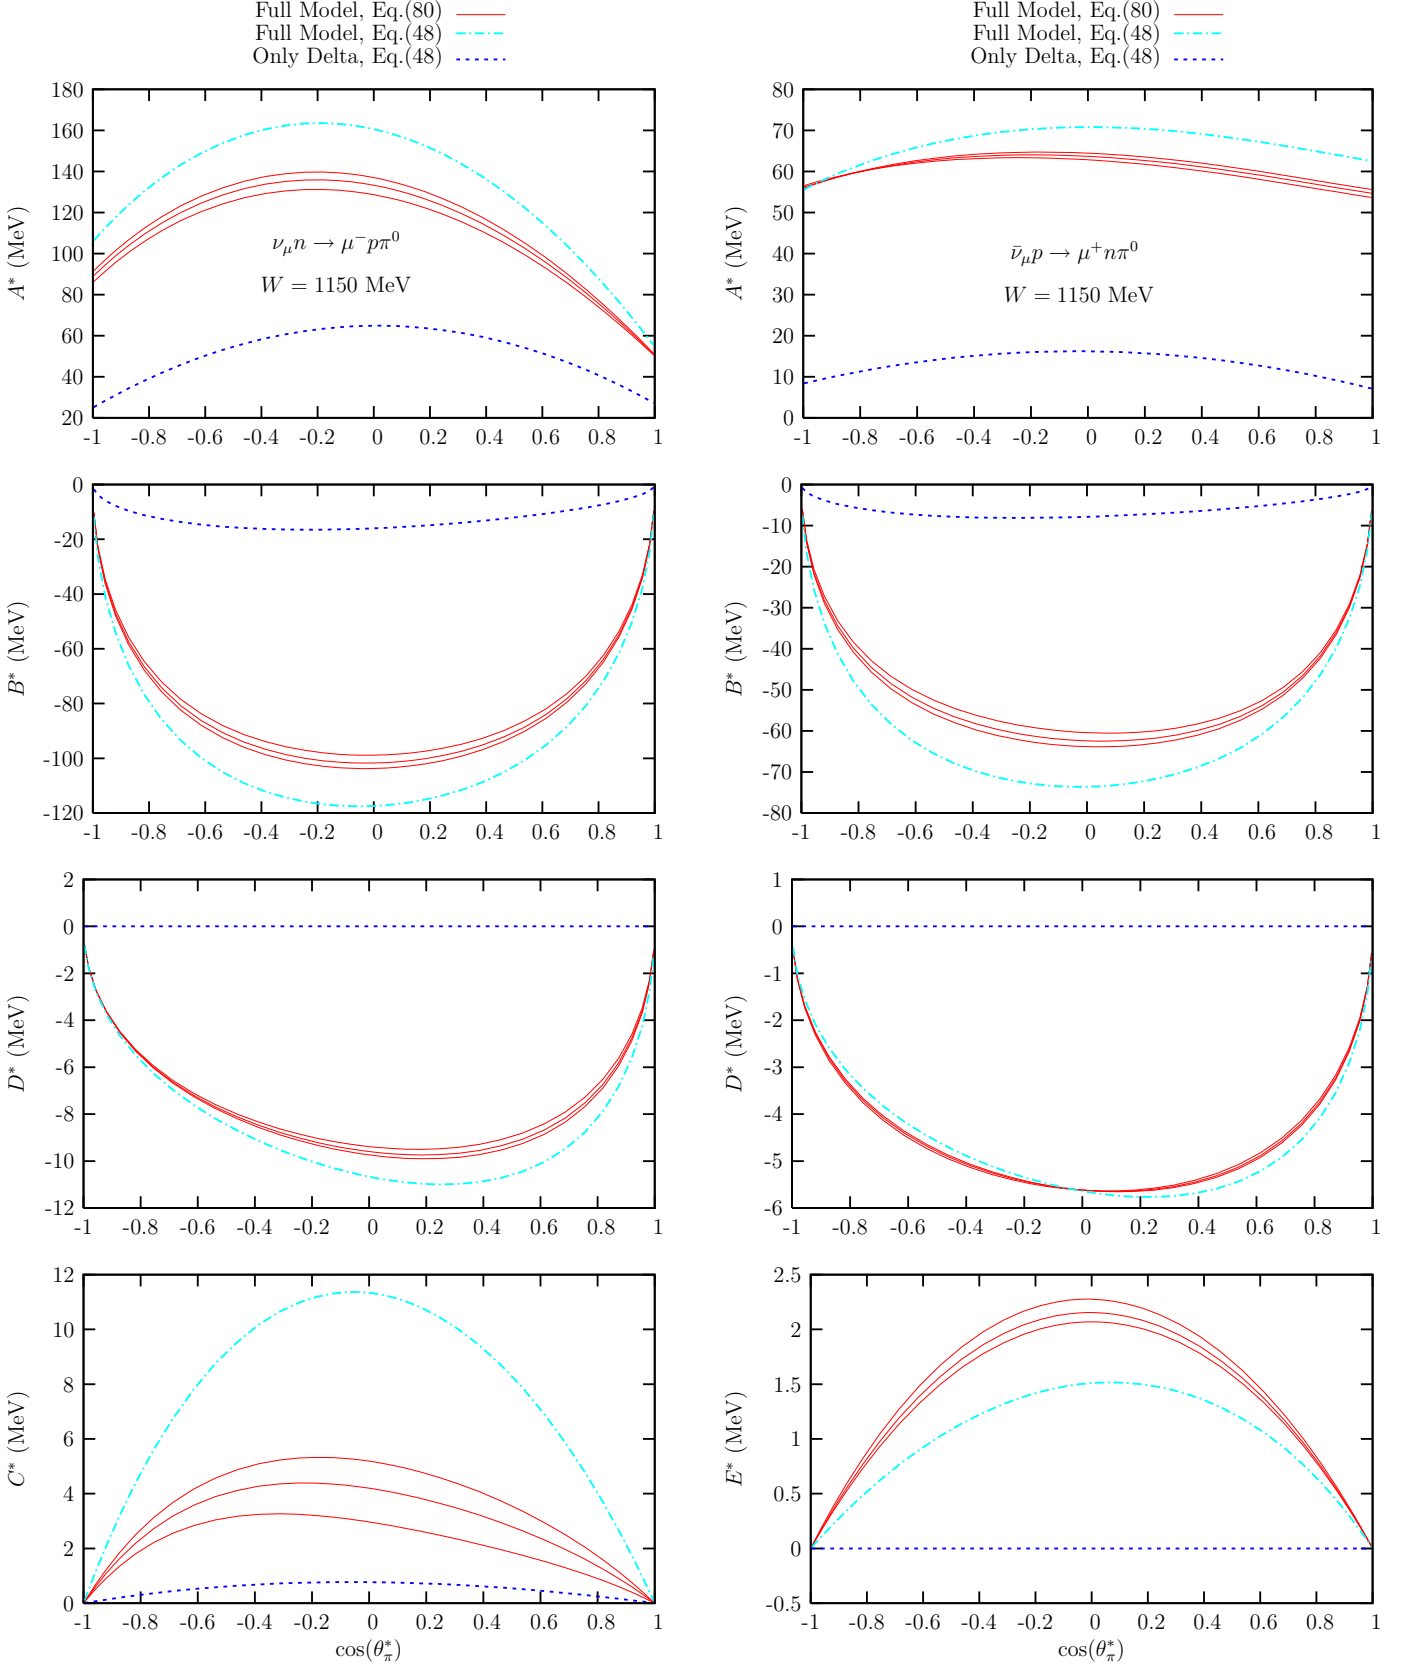 Full Model, Eq.(80)
Full Model, Eq.(48)
Only Delta, Eq.(48)
Full Model, Eq.(80)
Full Model, Eq.(48)
Only Delta, Eq.(48)
180
160
140
120
100
80
60
40
20
A* (MeV)
νμn → μ⁻pπ⁰
W = 1150 MeV
-1 -0.8 -0.6 -0.4 -0.2 0 0.2 0.4 0.6 0.8 1
80
70
60
50
40
30
20
10
0
A* (MeV)
ν̄μp → μ⁺nπ⁰
W = 1150 MeV
-1 -0.8 -0.6 -0.4 -0.2 0 0.2 0.4 0.6 0.8 1
0
-20
-40
-60
-80
-100
-120
B* (MeV)
-1 -0.8 -0.6 -0.4 -0.2 0 0.2 0.4 0.6 0.8 1
0
-10
-20
-30
-40
-50
-60
-70
-80
B* (MeV)
-1 -0.8 -0.6 -0.4 -0.2 0 0.2 0.4 0.6 0.8 1
2
0
-2
-4
-6
-8
-10
-12
D* (MeV)
-1 -0.8 -0.6 -0.4 -0.2 0 0.2 0.4 0.6 0.8 1
1
0
-1
-2
-3
-4
-5
-6
D* (MeV)
-1 -0.8 -0.6 -0.4 -0.2 0 0.2 0.4 0.6 0.8 1
12
10
8
6
4
2
0
C* (MeV)
-1 -0.8 -0.6 -0.4 -0.2 0 0.2 0.4 0.6 0.8 1
cos(θ*π)
2.5
2
1.5
1
0.5
0
-0.5
E* (MeV)
-1 -0.8 -0.6 -0.4 -0.2 0 0.2 0.4 0.6 0.8 1
cos(θ*π)